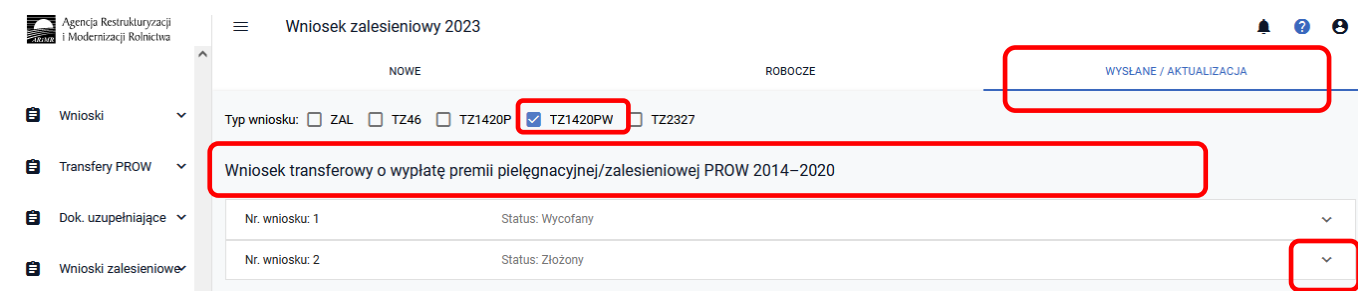 Agencja Restrukturyzacji
i Modernizacji Rolnictwa
ARiMR
Wniosek zalesieniowy 2023
NOWE ROBOCZE WYSŁANE / AKTUALIZACJA
Wnioski
Transfery PROW
Dok. uzupełniające
Wnioski zalesieniowe
Typ wniosku: ZAL TZ46 TZ1420P TZ1420PW TZ2327
Wniosek transferowy o wypłatę premii pielęgnacyjnej/zalesieniowej PROW 2014–2020
Nr. wniosku: 1 Status: Wycofany
Nr. wniosku: 2 Status: Złożony